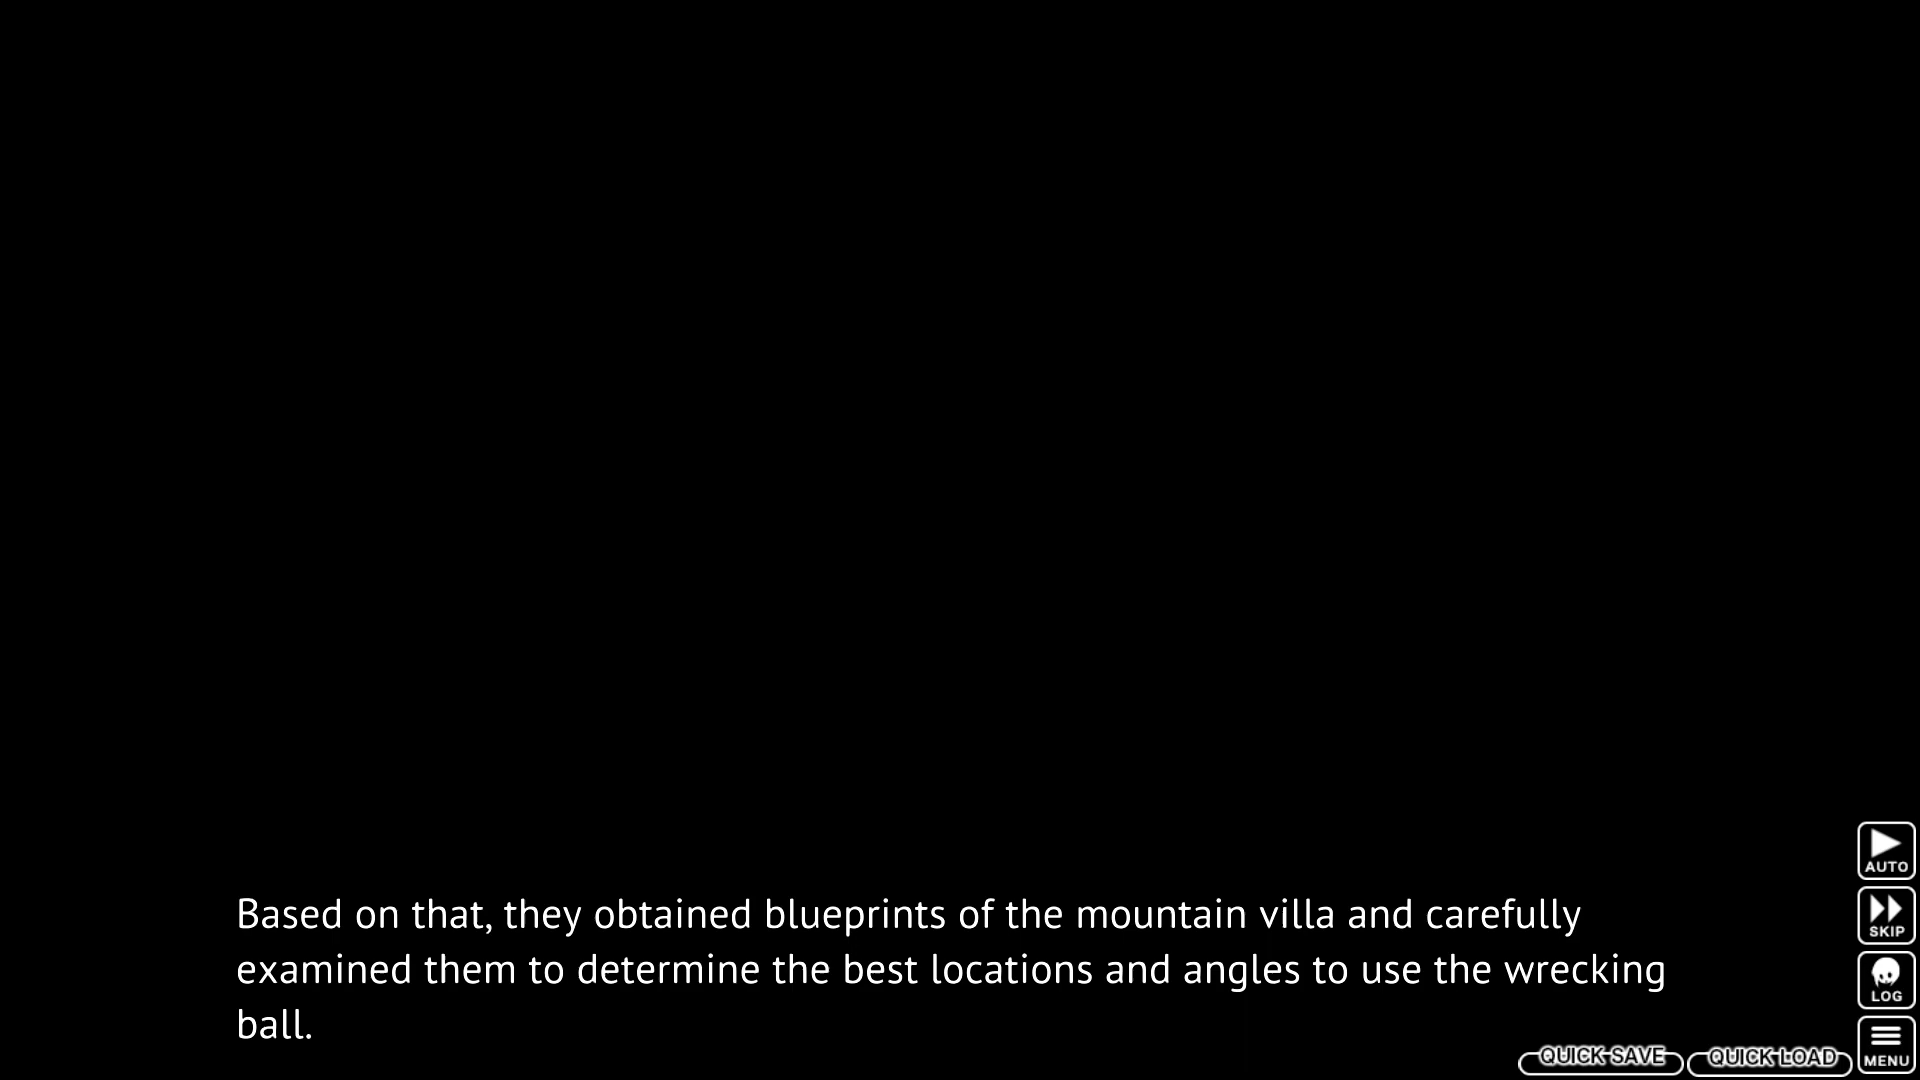 AUTO
SKIP
LOG
Based on that, they obtained blueprints of the mountain villa and carefully
examined them to determine the best locations and angles to use the wrecking
ball.
QUICK SAVE
QUICK LOAD
MENU